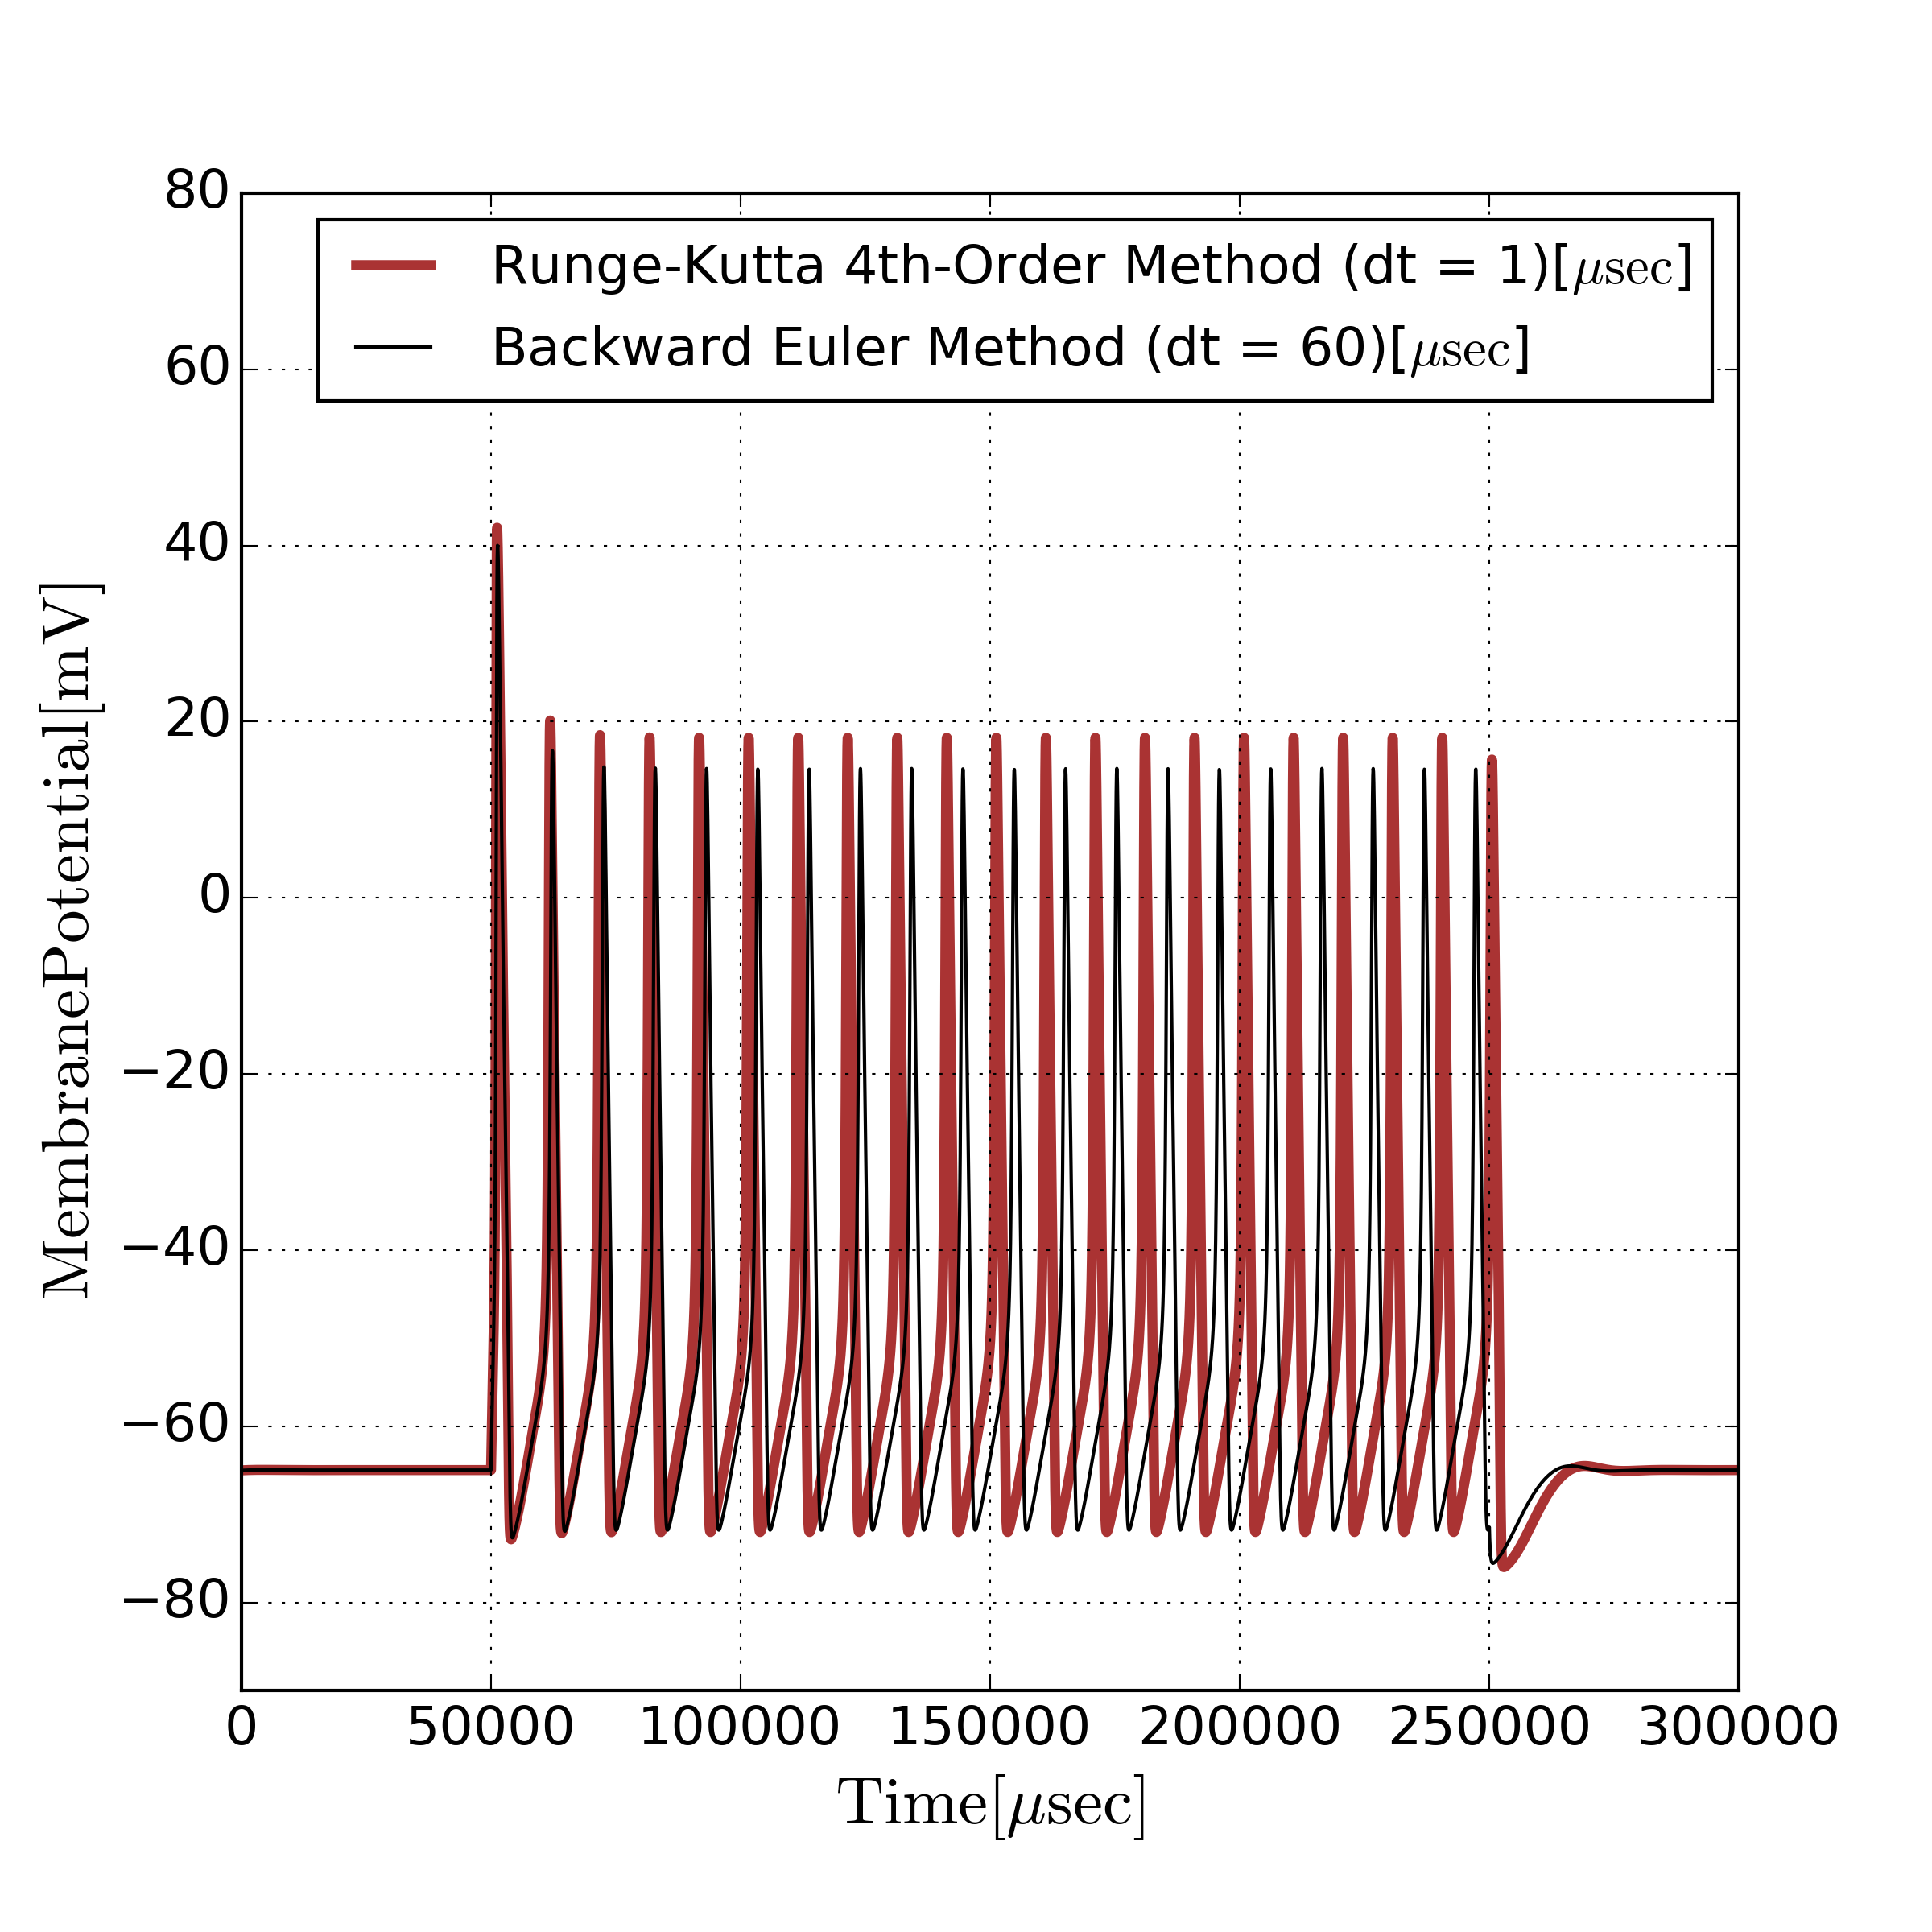 80
Runge-Kutta 4th-Order Method (dt = 1)[μsec]
Backward Euler Method (dt = 60)[μsec]
60
40
20
0
−20
−40
−60
−80
MembranePotential[mV]
0 50000 100000 150000 200000 250000 300000
Time[μsec]